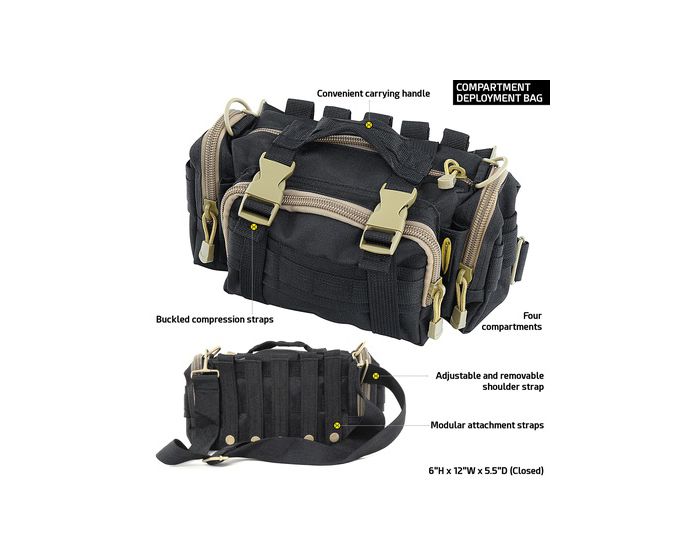 COMPARTMENT
DEPLOYMENT BAG
Convenient carrying handle
Buckled compression straps
Four
compartments
Adjustable and removable
shoulder strap
Modular attachment straps
6"H x 12"W x 5.5"D (Closed)